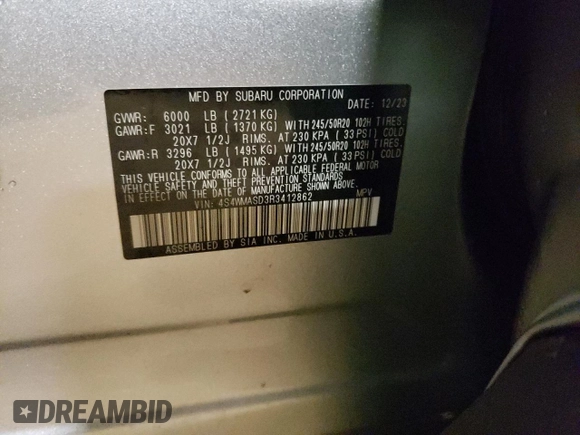 MFD BY SUBARU CORPORATION
DATE: 12/23
GVWR: 6000 LB (2721 KG)
GAWR:F 3021 LB (1370 KG) WITH 245/50R20 102H TIRES.
20X7 1/2J RIMS. AT 230 KPA (33 PSI) COLD
GAWR:R 3296 LB (1495 KG) WITH 245/50R20 102H TIRES.
20X7 1/2J RIMS. AT 230 KPA (33 PSI) COLD
THIS VEHICLE CONFORMS TO ALL APPLICABLE FEDERAL MOTOR
VEHICLE SAFETY AND THEFT PREVENTION STANDARDS
IN EFFECT ON THE DATE OF MANUFACTURE SHOWN ABOVE.
VIN: 4S4WMASD3R3412862 MPV
ASSEMBLED BY SIA INC. MADE IN U.S.A.
DREAMBID